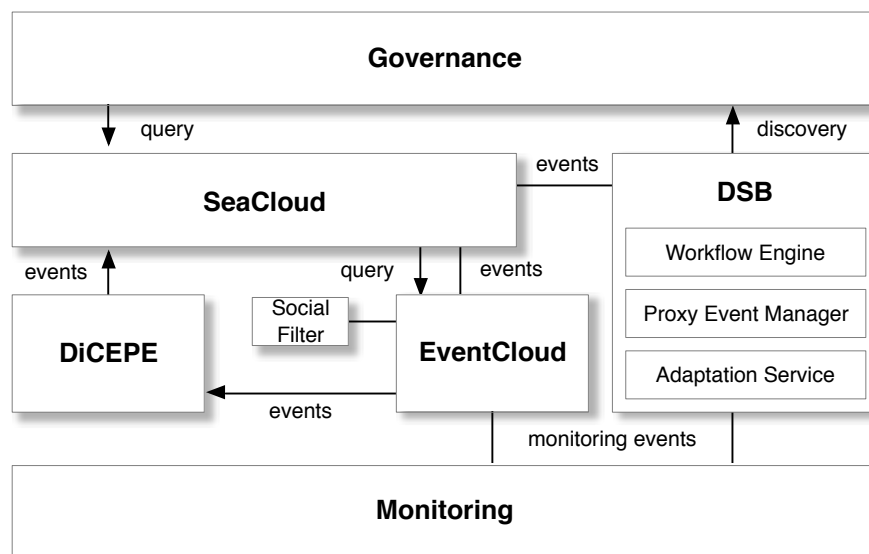 Governance
query
discovery
events
SeaCloud
DSB
Workflow Engine
events
query
events
Social
Filter
Proxy Event Manager
DiCEPE
EventCloud
Adaptation Service
events
monitoring events
Monitoring